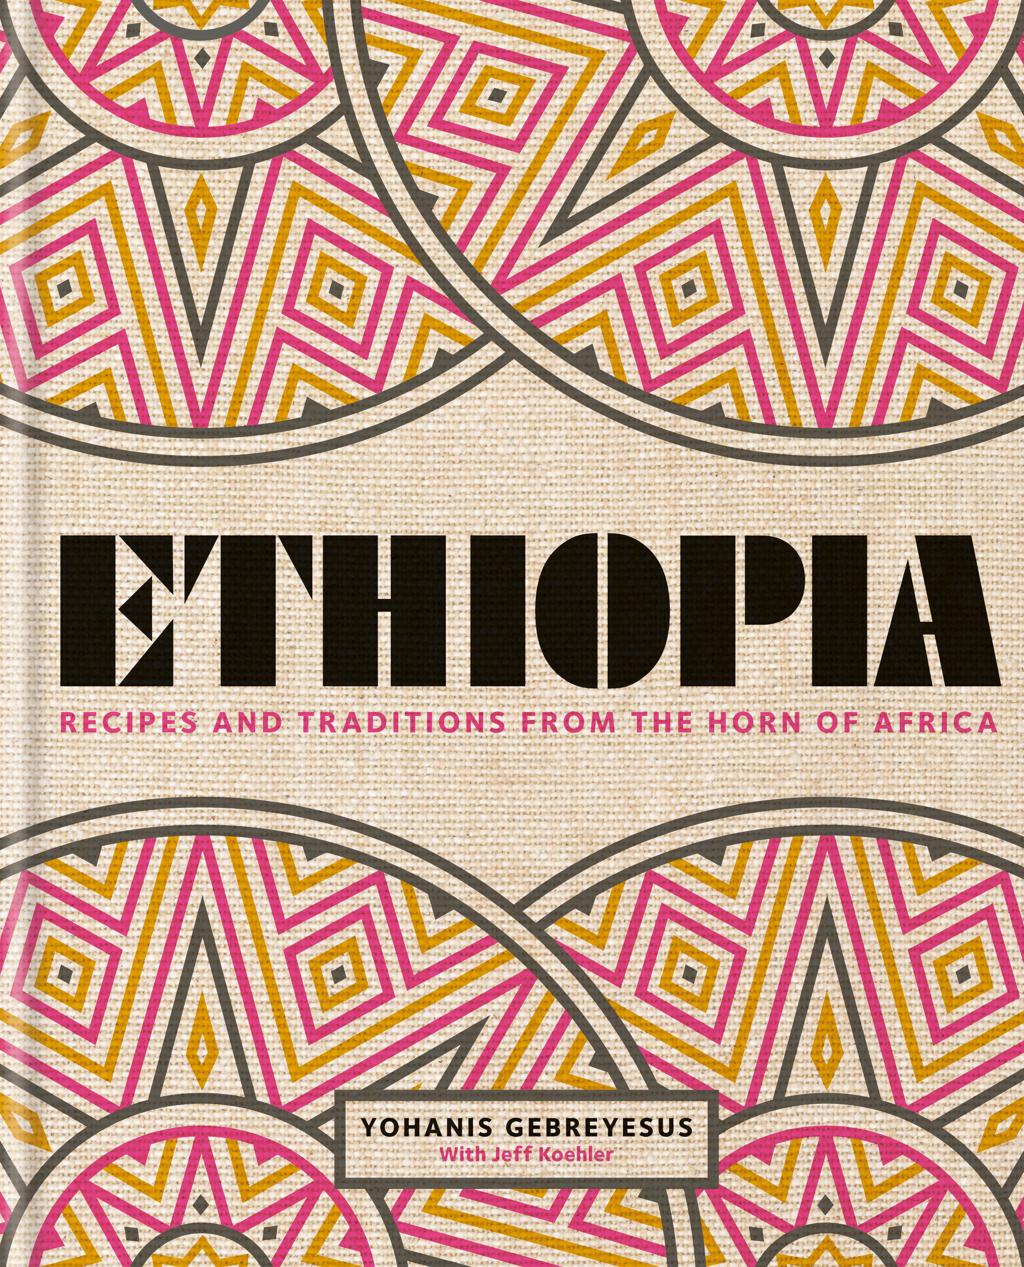 ETHIOPIA
RECIPES AND TRADITIONS FROM THE HORN OF AFRICA
YOHANIS GEBREYESUS
With Jeff Koehler